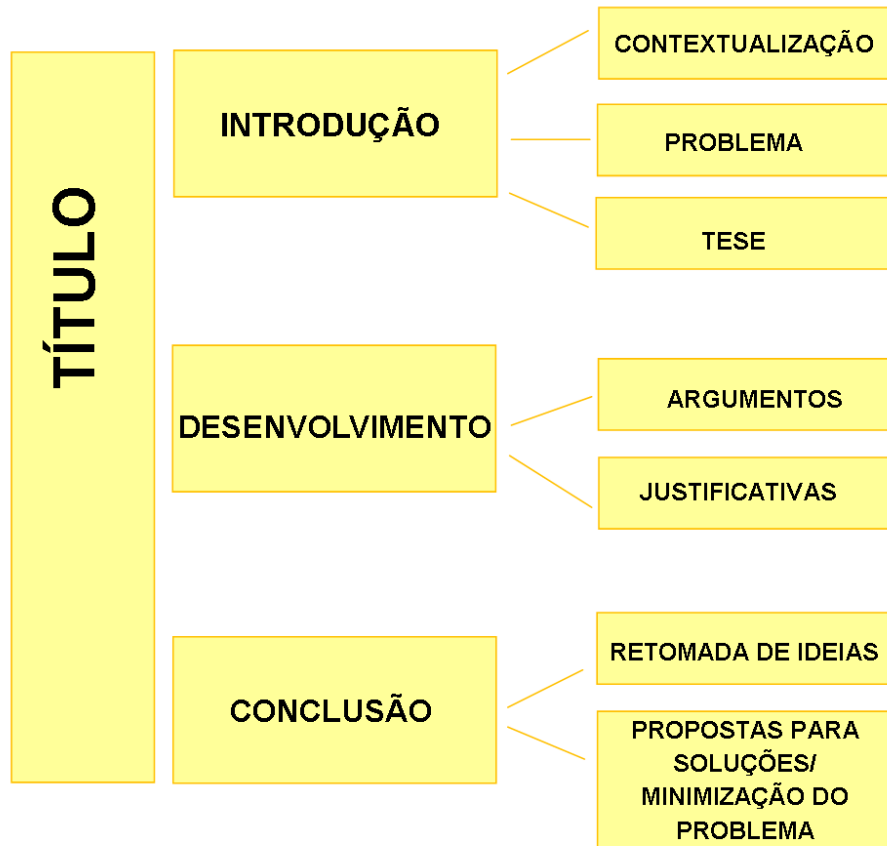 TÍTULO
INTRODUÇÃO
CONTEXTUALIZAÇÃO
PROBLEMA
TESE
DESENVOLVIMENTO
ARGUMENTOS
JUSTIFICATIVAS
CONCLUSÃO
RETOMADA DE IDEIAS
PROPOSTAS PARA
SOLUÇÕES/
MINIMIZAÇÃO DO
PROBLEMA